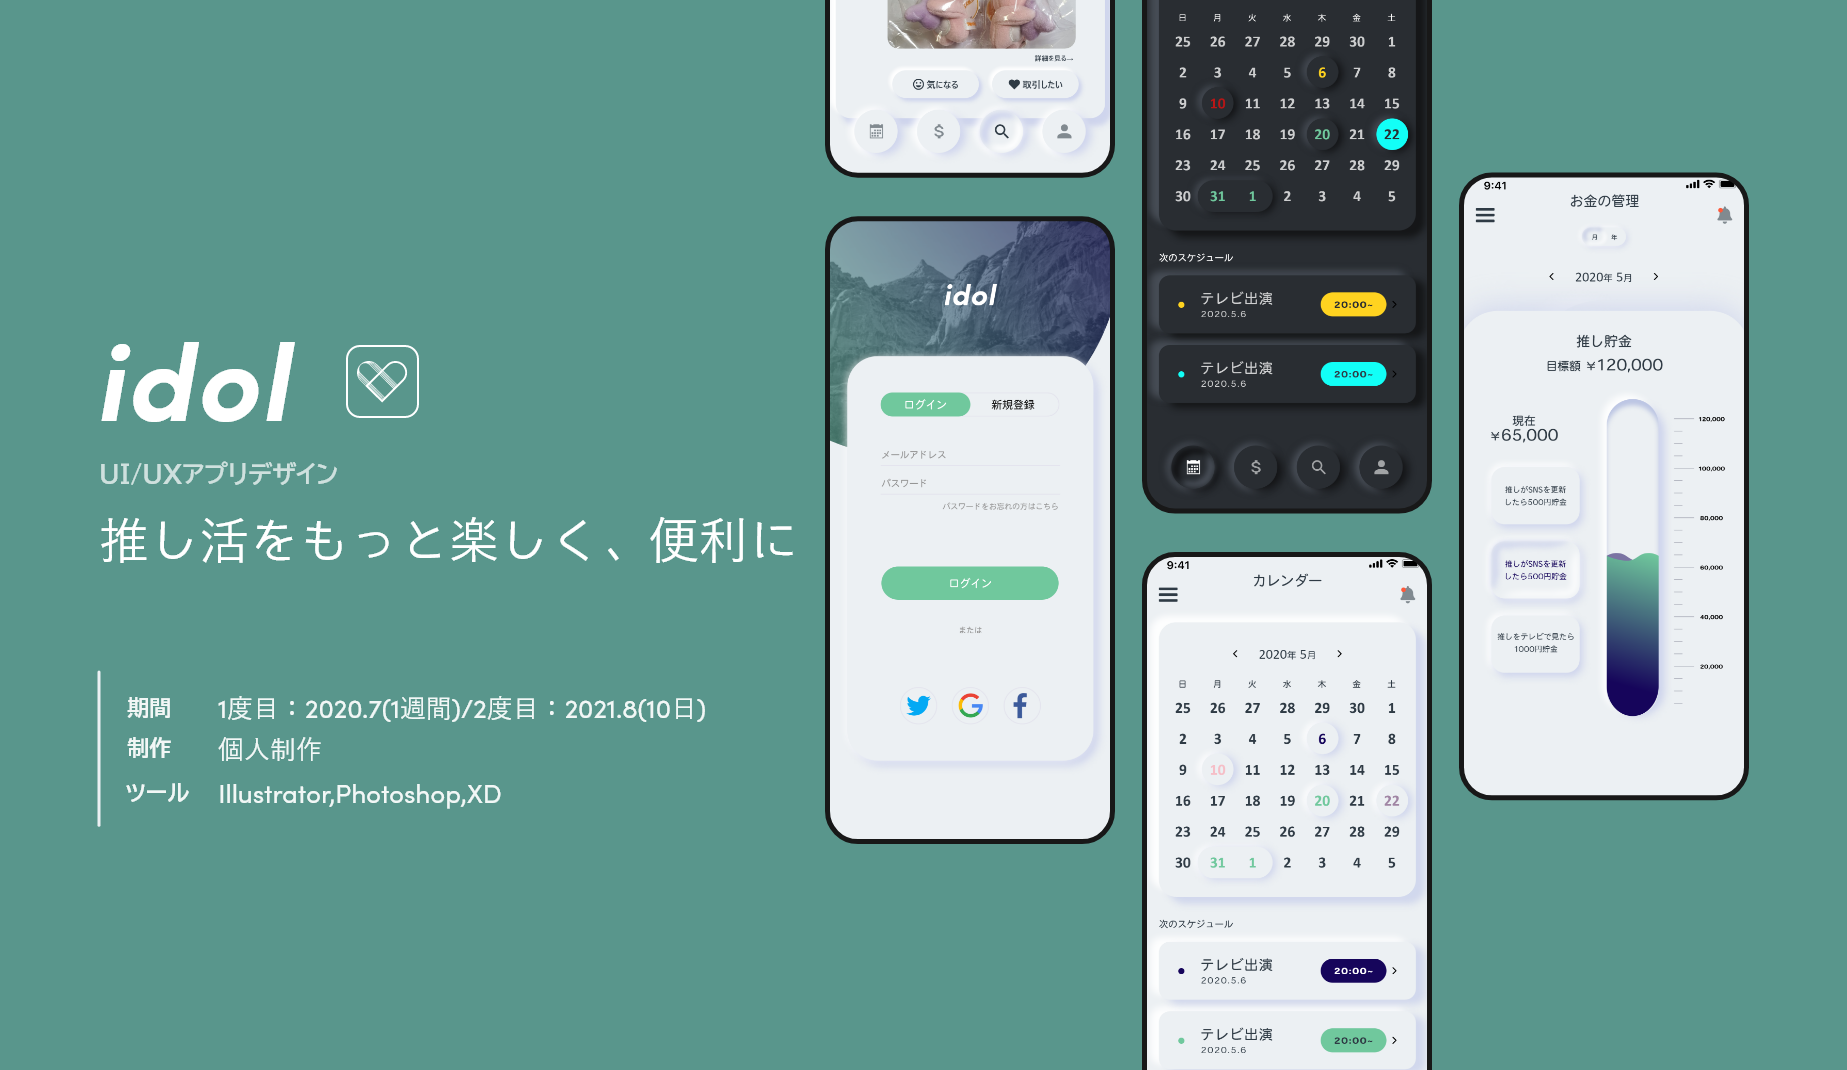 idol
UI/UXアプリデザイン
推し活をもっと楽しく、便利に
期間 1度目：2020.7(1週間)/2度目：2021.8(10日)
制作 個人制作
ツール Illustrator,Photoshop,XD
詳細を見る→
気になる 取引したい
$
idol
ログイン 新規登録
メールアドレス
パスワード
パスワードをお忘れの方はこちら
ログイン
または
日 月 火 水 木 金 土
25 26 27 28 29 30 1
2 3 4 5 6 7 8
9 10 11 12 13 14 15
16 17 18 19 20 21 22
23 24 25 26 27 28 29
30 31 1 2 3 4 5
次のスケジュール
テレビ出演
2020.5.6
20:00~
テレビ出演
2020.5.6
20:00~
$
9:41
カレンダー
2020年 5月
日 月 火 水 木 金 土
25 26 27 28 29 30 1
2 3 4 5 6 7 8
9 10 11 12 13 14 15
16 17 18 19 20 21 22
23 24 25 26 27 28 29
30 31 1 2 3 4 5
次のスケジュール
テレビ出演
2020.5.6
20:00~
テレビ出演
2020.5.6
20:00~
9:41
お金の管理
月 年
2020年 5月
推し貯金
目標額 ¥120,000
現在
¥65,000
推しがSNSを更新
したら500円貯金
推しがSNSを更新
したら500円貯金
推しをテレビで見たら
1000円貯金
120,000
100,000
80,000
60,000
40,000
20,000